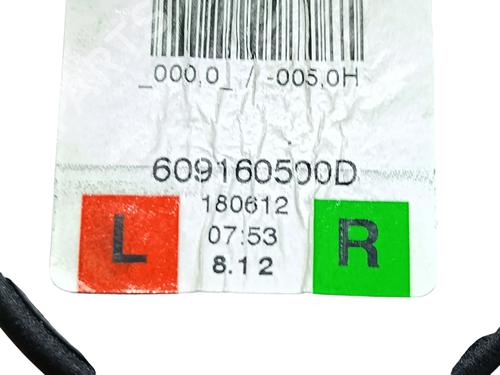 _000,0_ / -005,0H
609160500D
180612
L 07:53 R
8.12